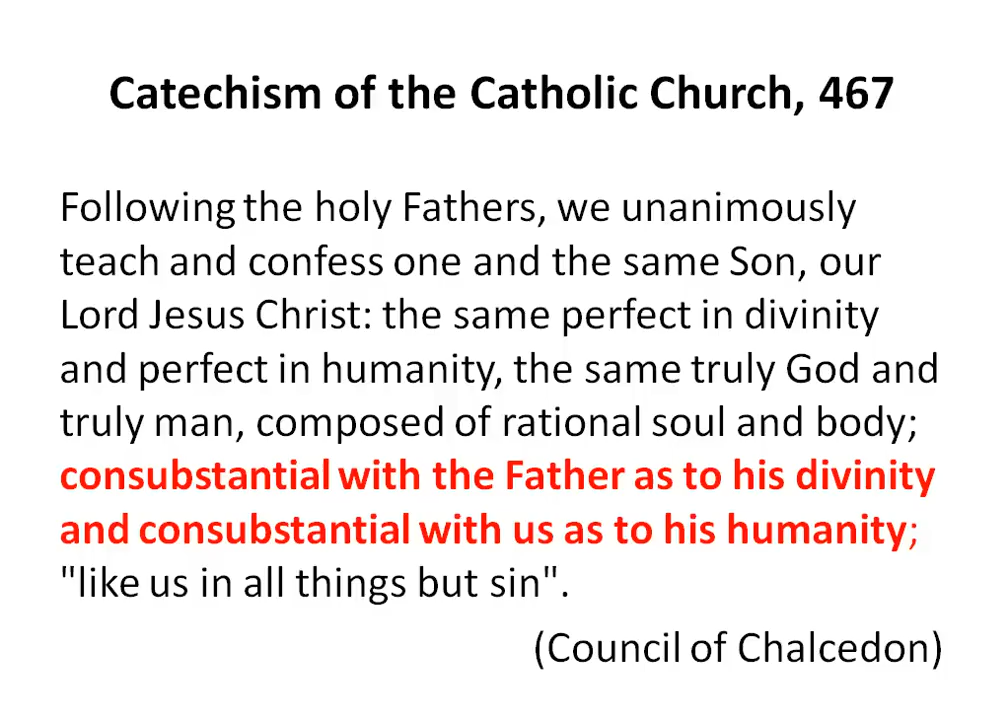 Catechism of the Catholic Church, 467
Following the holy Fathers, we unanimously
teach and confess one and the same Son, our
Lord Jesus Christ: the same perfect in divinity
and perfect in humanity, the same truly God and
truly man, composed of rational soul and body;
consubstantial with the Father as to his divinity
and consubstantial with us as to his humanity;
"like us in all things but sin".
(Council of Chalcedon)